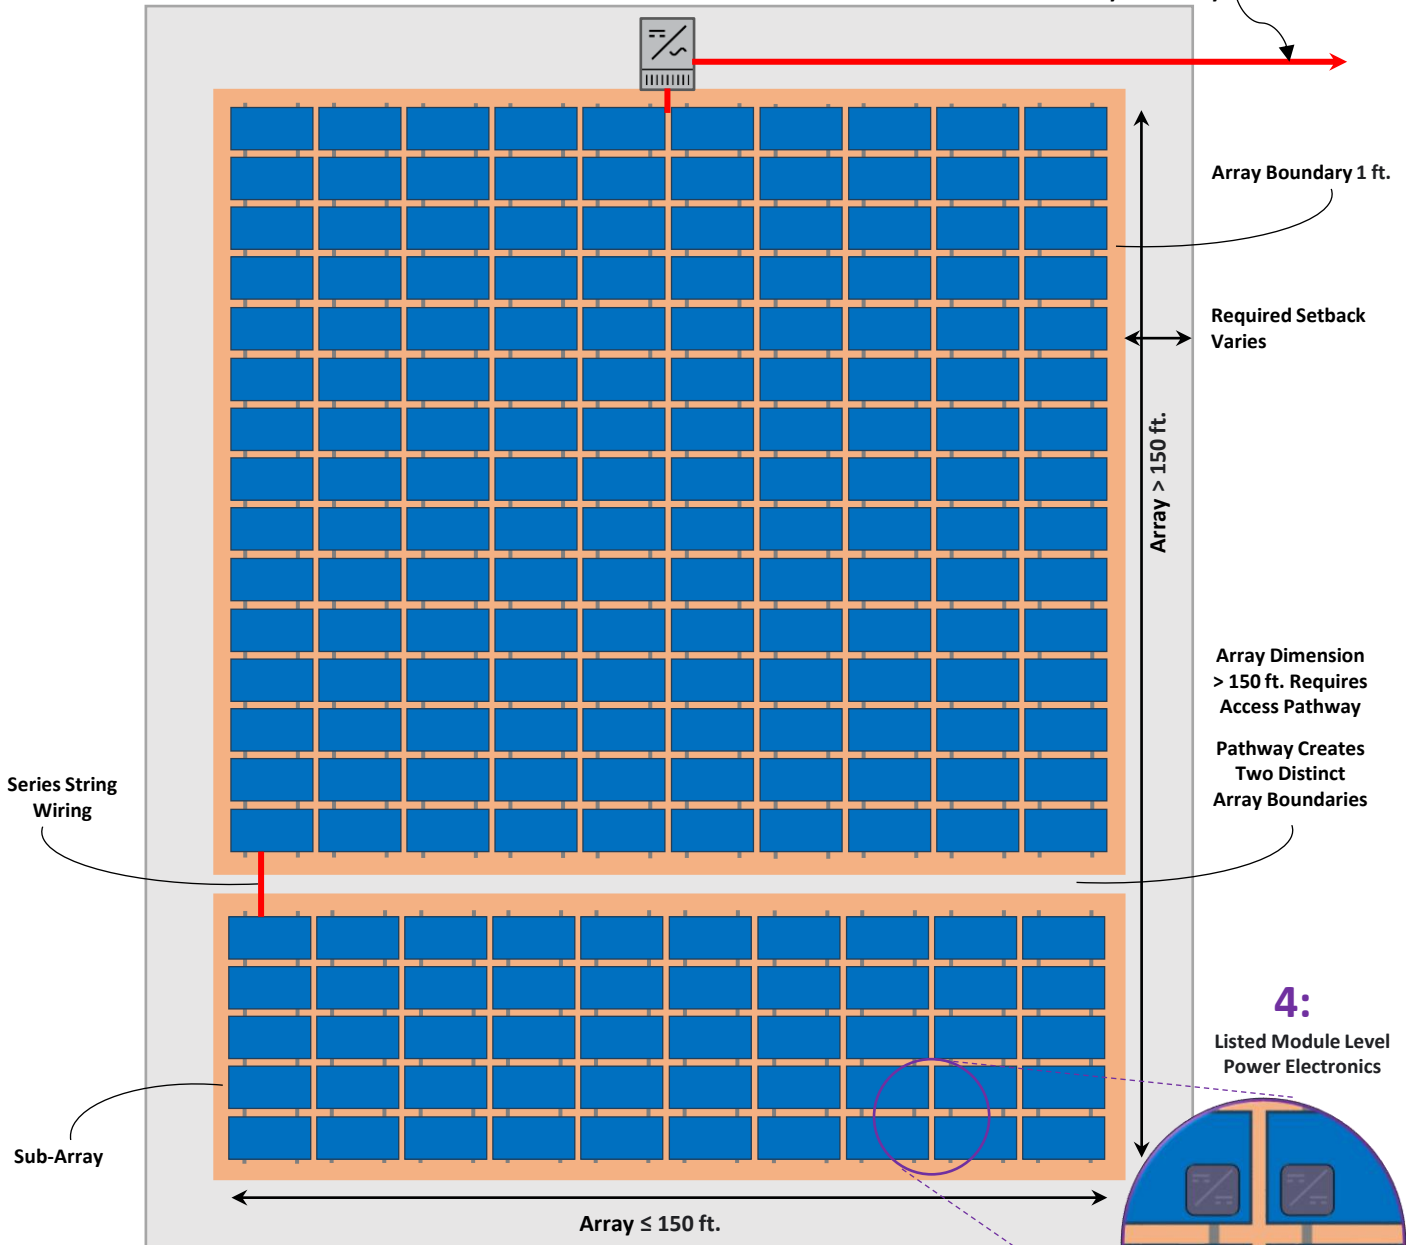 Array Boundary 1 ft.
Required Setback
Varies
Array > 150 ft.
Array Dimension
> 150 ft. Requires
Access Pathway
Pathway Creates
Two Distinct
Array Boundaries
Series String
Wiring
4:
Listed Module Level
Power Electronics
Sub-Array
Array ≤ 150 ft.